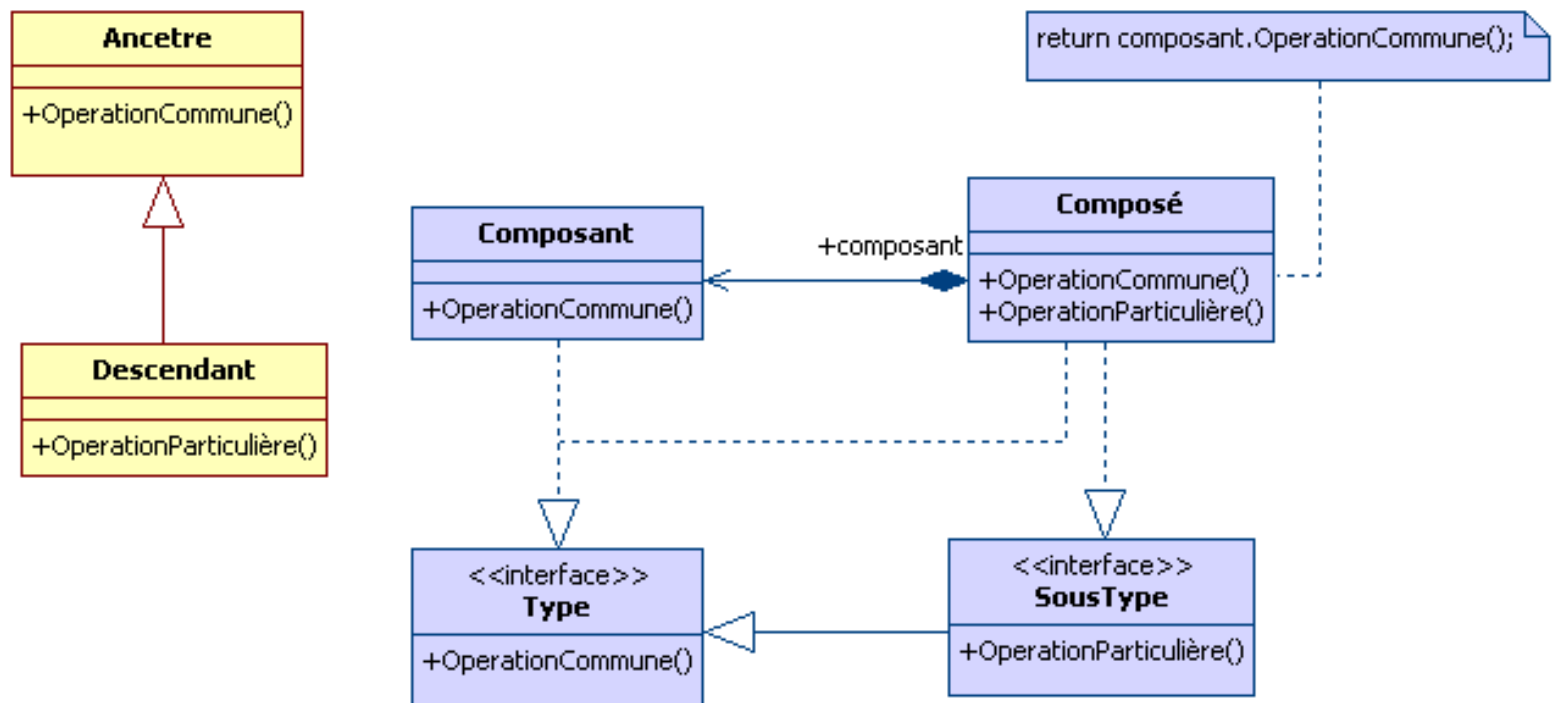 Ancetre
+OperationCommune()
Descendant
+OperationParticulière()
return composant.OperationCommune();
Composant
+OperationCommune()
+composant
Composé
+OperationCommune()
+OperationParticulière()
<<interface>>
Type
+OperationCommune()
<<interface>>
SousType
+OperationParticulière()